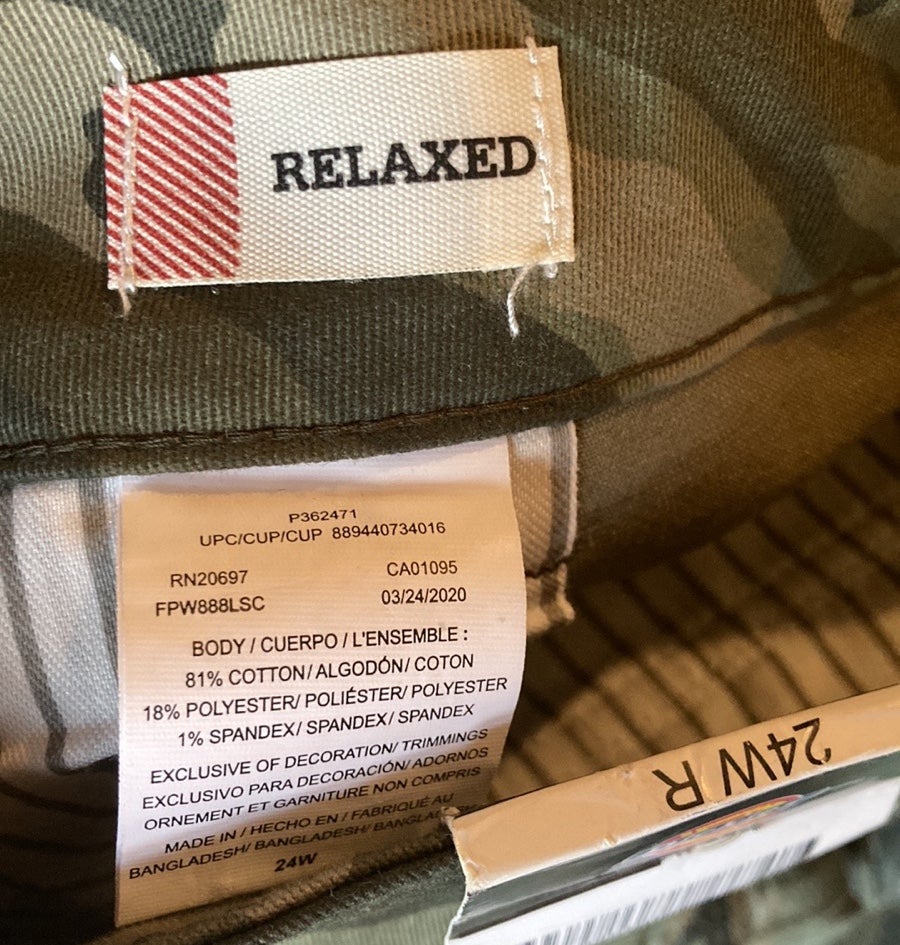 RELAXED
P362471
UPC/CUP/CUP 889440734016
RN20697 CA01095
FPW888LSC 03/24/2020
BODY / CUERPO / L'ENSEMBLE :
81% COTTON/ ALGODÓN/ COTON
18% POLYESTER/ POLIÉSTER/ POLYESTER
1% SPANDEX/ SPANDEX/ SPANDEX
EXCLUSIVE OF DECORATION/ TRIMMINGS
EXCLUSIVO PARA DECORACIÓN/ ADORNOS
ORNEMENT ET GARNITURE NON COMPRIS
MADE IN / HECHO EN / FABRIQUÉ AU
BANGLADESH/ BANGLADESH/
24W
24W R